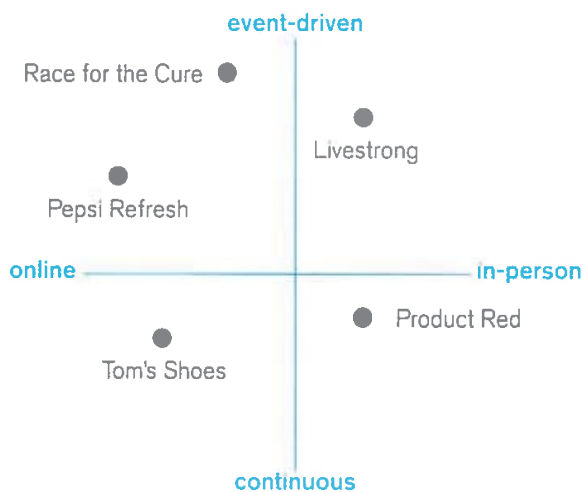 event-driven
Race for the Cure
Livestrong
Pepsi Refresh
online
in-person
Product Red
Tom's Shoes
continuous